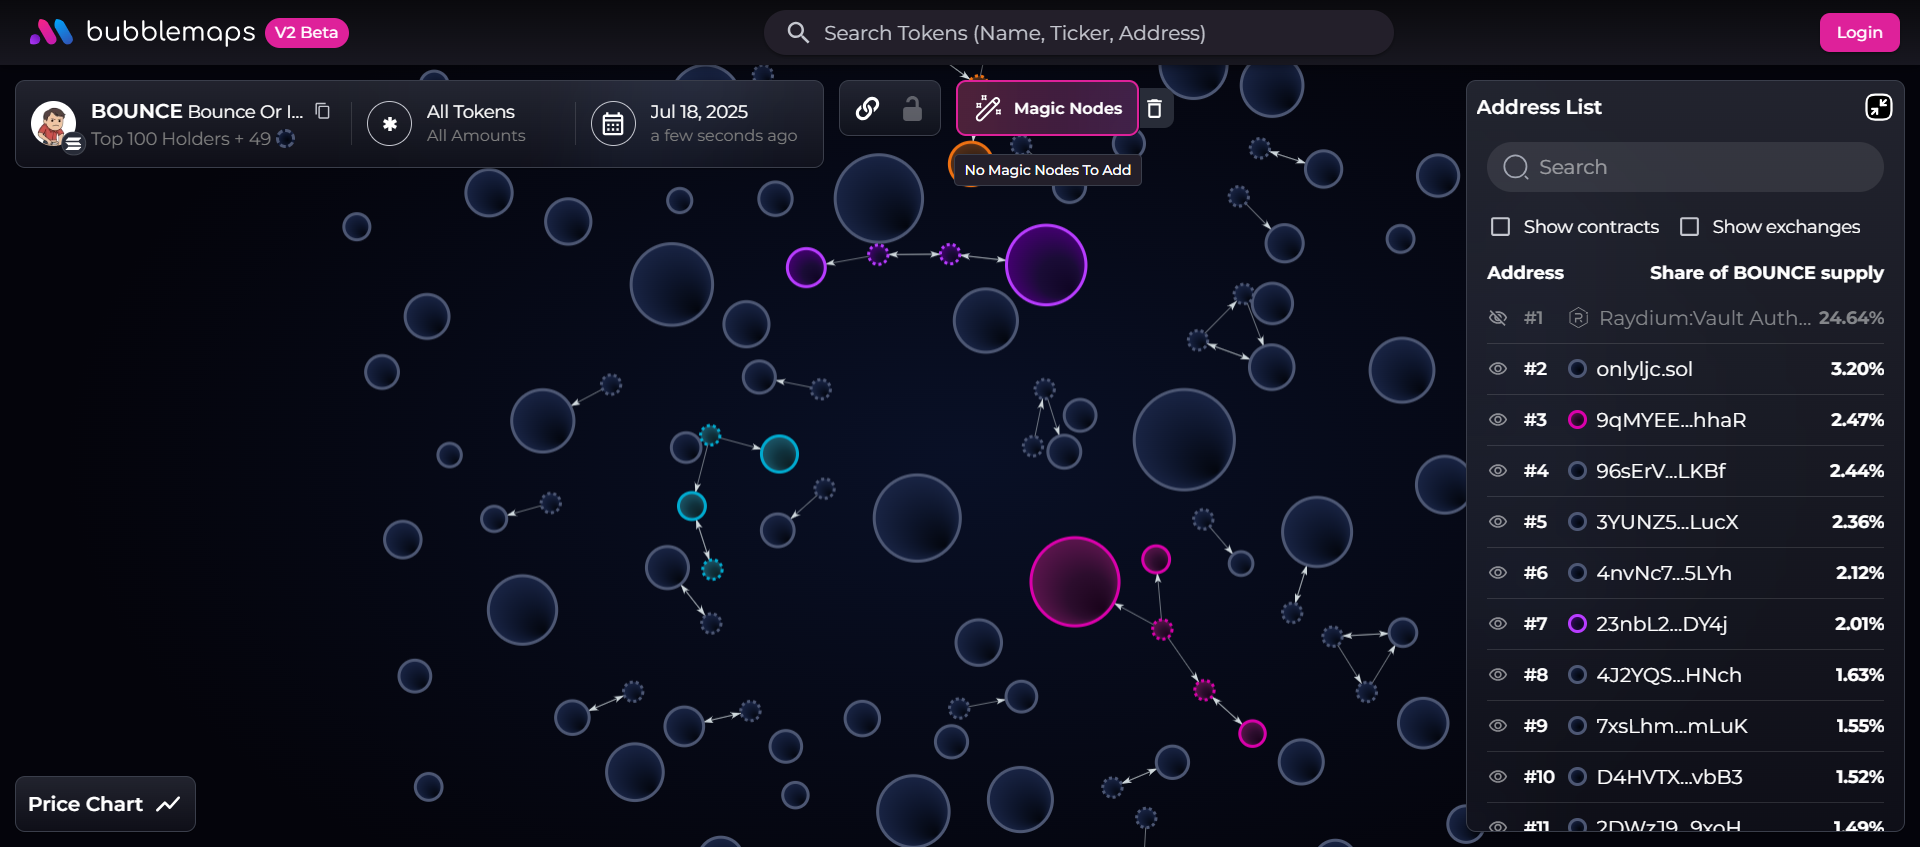 bubblemaps V2 Beta
Search Tokens (Name, Ticker, Address)
Login
BOUNCE Bounce Or I...
Top 100 Holders + 49
All Tokens
All Amounts
Jul 18, 2025
a few seconds ago
Magic Nodes
No Magic Nodes To Add
Address List
Search
Show contracts
Show exchanges
Address Share of BOUNCE supply
#1 Raydium:Vault Auth... 24.64%
#2 onlyljc.sol 3.20%
#3 9qMYEE...hhaR 2.47%
#4 96sErV...LKBf 2.44%
#5 3YUNZ5...LucX 2.36%
#6 4nvNc7...5LYh 2.12%
#7 23nbL2...DY4j 2.01%
#8 4J2YQS...HNch 1.63%
#9 7xsLhm...mLuK 1.55%
#10 D4HVTX...vbB3 1.52%
#11 2DWzJ9...9xoH 1.49%
Price Chart